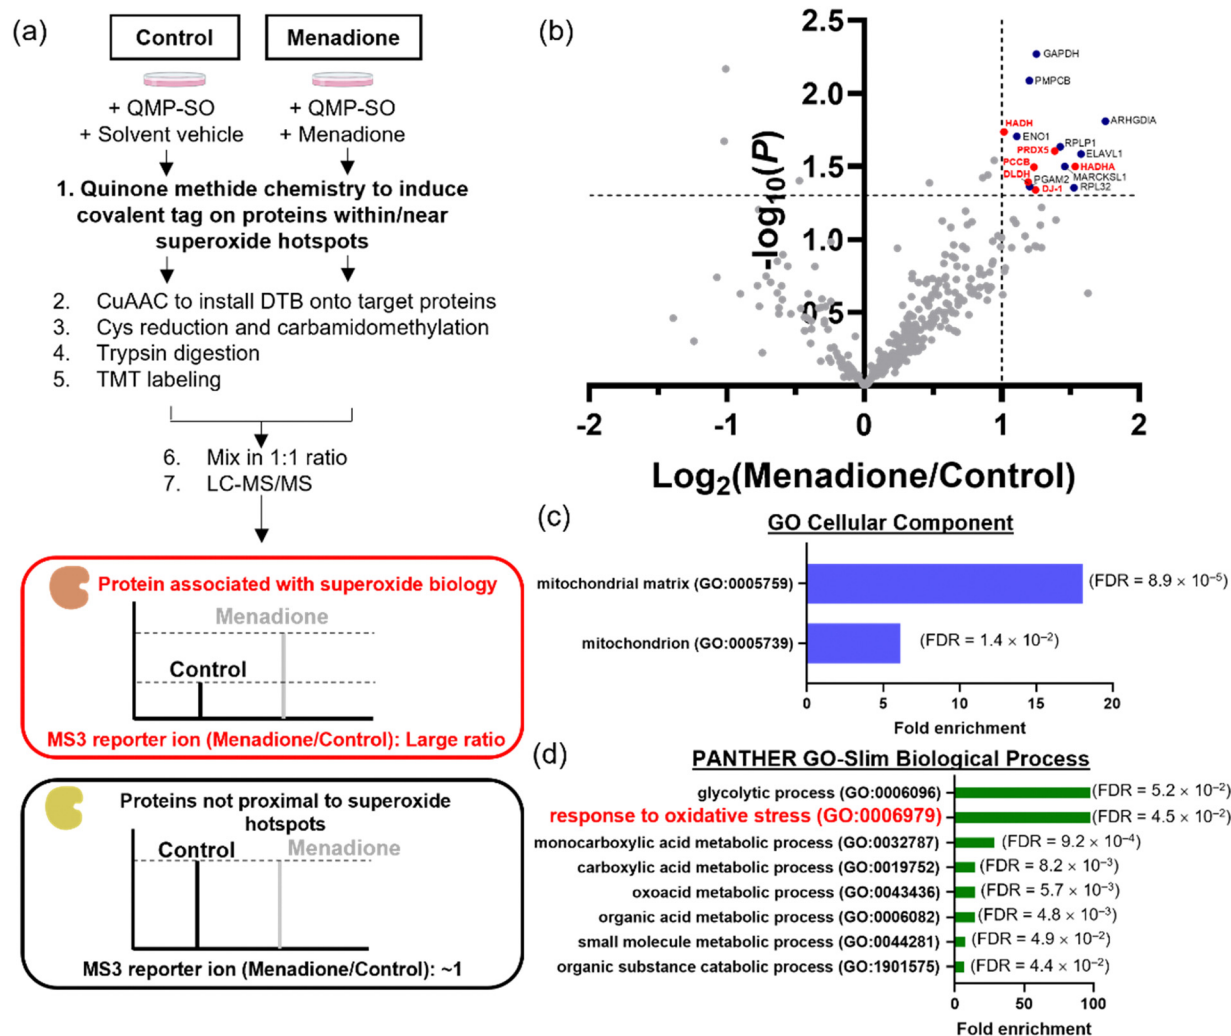 (a)
Control
Menadione
+ QMP-SO
+ Solvent vehicle
+ QMP-SO
+ Menadione
1. Quinone methide chemistry to induce
covalent tag on proteins within/near
superoxide hotspots
2. CuAAC to install DTB onto target proteins
3. Cys reduction and carbamidomethylation
4. Trypsin digestion
5. TMT labeling
6. Mix in 1:1 ratio
7. LC-MS/MS
Protein associated with superoxide biology
Menadione
Control
MS3 reporter ion (Menadione/Control): Large ratio
Proteins not proximal to superoxide
hotspots
Control
Menadione
MS3 reporter ion (Menadione/Control): ~1
(b)
2.5
2.0
1.5
1.0
0.5
-log₁₀(P)
GAPDH
PMPCB
ARHGDIA
HADH
ENO1
RPLP1
PRDX5
ELAVL1
PCCB
HADHA
DLDH
PGAM2
MARCKSL1
DJ-1
RPL32
-2
-1
0
1
2
Log₂(Menadione/Control)
(c)
GO Cellular Component
mitochondrial matrix (GO:0005759)
(FDR = 8.9 × 10⁻⁵)
mitochondrion (GO:0005739)
(FDR = 1.4 × 10⁻²)
0 5 10 15 20
Fold enrichment
(d)
PANTHER GO-Slim Biological Process
glycolytic process (GO:0006096)
(FDR = 5.2 × 10⁻²)
response to oxidative stress (GO:0006979)
(FDR = 4.5 × 10⁻²)
monocarboxylic acid metabolic process (GO:0032787)
(FDR = 9.2 × 10⁻⁴)
carboxylic acid metabolic process (GO:0019752)
(FDR = 8.2 × 10⁻³)
oxoacid metabolic process (GO:0043436)
(FDR = 5.7 × 10⁻³)
organic acid metabolic process (GO:0006082)
(FDR = 4.8 × 10⁻³)
small molecule metabolic process (GO:0044281)
(FDR = 4.9 × 10⁻²)
organic substance catabolic process (GO:1901575)
(FDR = 4.4 × 10⁻²)
0 50 100
Fold enrichment